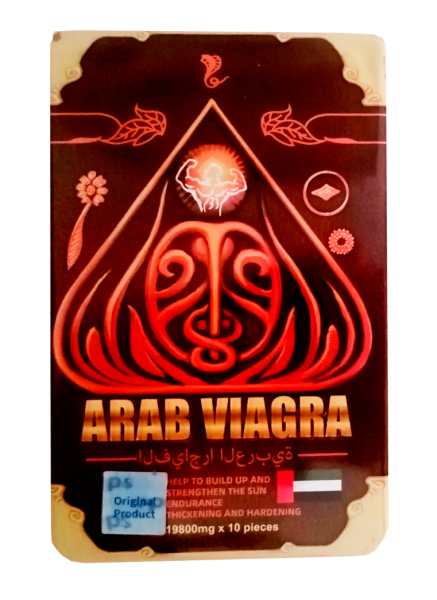 ARAB VIAGRA
الفياجرا العربية
HELP TO BUILD UP AND
STRENGTHEN THE SUN
ENDURANCE
THICKENING AND HARDENING
Original
Product
19800mg x 10 pieces